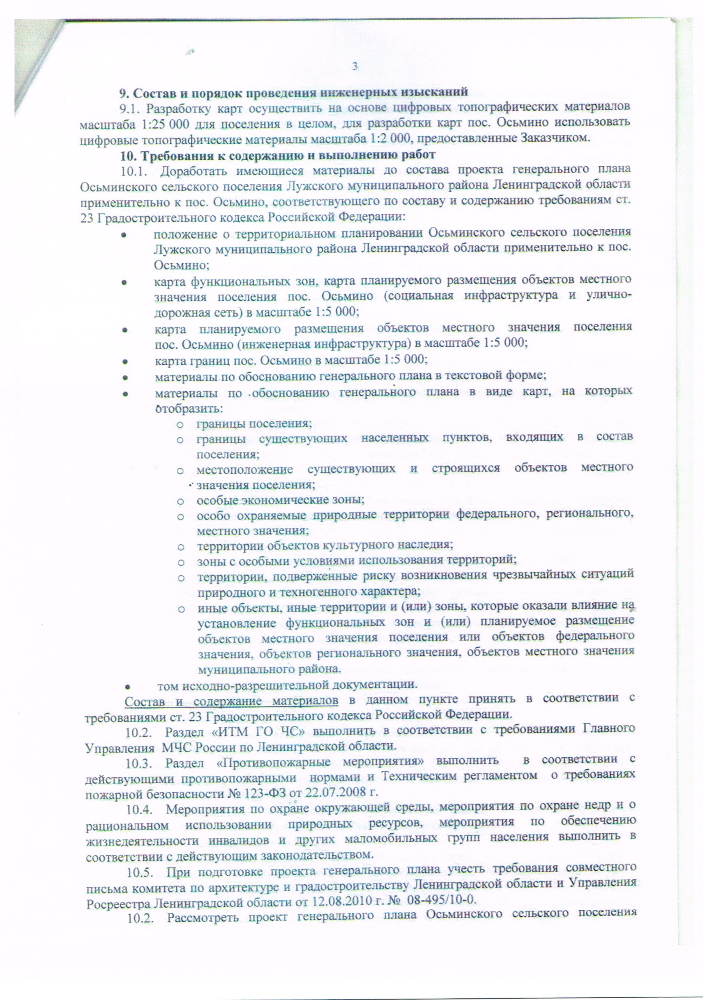 3
9. Состав и порядок проведения инженерных изысканий
9.1. Разработку карт осуществить на основе цифровых топографических материалов
масштаба 1:25 000 для поселения в целом, для разработки карт пос. Осьмино использовать
цифровые топографические материалы масштаба 1:2 000, предоставленные Заказчиком.
10. Требования к содержанию и выполнению работ
10.1. Доработать имеющиеся материалы до состава проекта генерального плана
Осьминского сельского поселения Лужского муниципального района Ленинградской области
применительно к пос. Осьмино, соответствующего по составу и содержанию требованиям ст.
23 Градостроительного кодекса Российской Федерации:
• положение о территориальном планировании Осьминского сельского поселения
Лужского муниципального района Ленинградской области применительно к пос.
Осьмино;
• карта функциональных зон, карта планируемого размещения объектов местного
значения поселения пос. Осьмино (социальная инфраструктура и улично-
дорожная сеть) в масштабе 1:5 000;
• карта планируемого размещения объектов местного значения поселения
пос. Осьмино (инженерная инфраструктура) в масштабе 1:5 000;
• карта границ пос. Осьмино в масштабе 1:5 000;
• материалы по обоснованию генерального плана в текстовой форме;
• материалы по обоснованию генерального плана в виде карт, на которых
отобразить:
o границы поселения;
o границы существующих населенных пунктов, входящих в состав
поселения;
o местоположение существующих и строящихся объектов местного
значения поселения;
o особые экономические зоны;
o особо охраняемые природные территории федерального, регионального,
местного значения;
o территории объектов культурного наследия;
o зоны с особыми условиями использования территорий;
o территории, подверженные риску возникновения чрезвычайных ситуаций
природного и техногенного характера;
o иные объекты, иные территории и (или) зоны, которые оказали влияние на
установление функциональных зон и (или) планируемое размещение
объектов местного значения поселения или объектов федерального
значения, объектов регионального значения, объектов местного значения
муниципального района.
• том исходно-разрешительной документации.
Состав и содержание материалов в данном пункте принять в соответствии с
требованиями ст. 23 Градостроительного кодекса Российской Федерации.
10.2. Раздел «ИТМ ГО ЧС» выполнить в соответствии с требованиями Главного
Управления МЧС России по Ленинградской области.
10.3. Раздел «Противопожарные мероприятия» выполнить в соответствии с
действующими противопожарными нормами и Техническим регламентом о требованиях
пожарной безопасности № 123-ФЗ от 22.07.2008 г.
10.4. Мероприятия по охране окружающей среды, мероприятия по охране недр и о
рациональном использовании природных ресурсов, мероприятия по обеспечению
жизнедеятельности инвалидов и других маломобильных групп населения выполнить в
соответствии с действующим законодательством.
10.5. При подготовке проекта генерального плана учесть требования совместного
письма комитета по архитектуре и градостроительству Ленинградской области и Управления
Росреестра Ленинградской области от 12.08.2010 г. № 08-495/10-0.
10.2. Рассмотреть проект генерального плана Осьминского сельского поселения